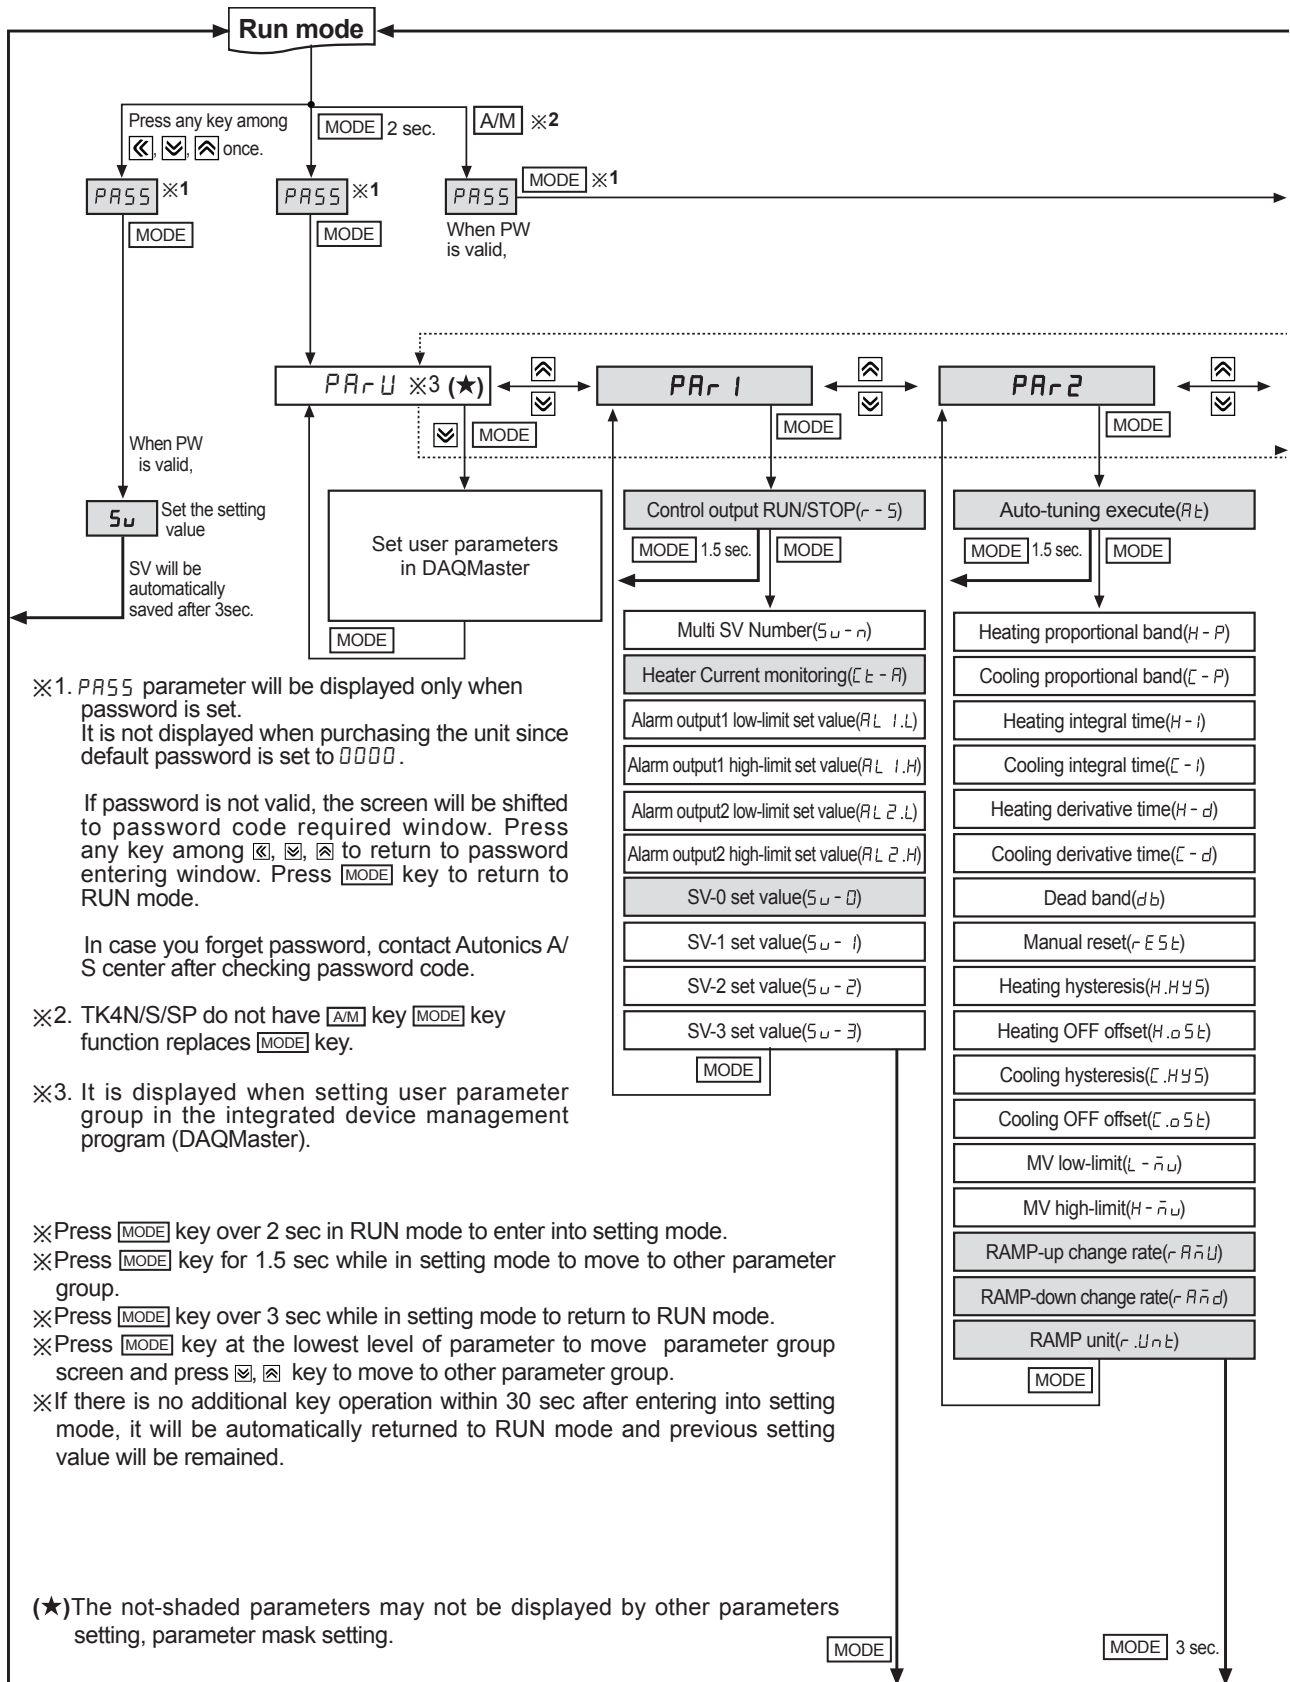 Run mode
Press any key among
≪, ≫, ≪ once.
MODE 2 sec.
A/M ※2
PASS ※1
PASS ※1
PASS
MODE ※1
MODE
MODE
When PW
is valid,
PArU ※3 (★)
PAr1
PAr2
MODE
MODE
MODE
When PW
is valid,
Sv
Set the setting
value
SV will be
automatically
saved after 3sec.
Set user parameters
in DAQMaster
MODE
Control output RUN/STOP(r-S)
MODE 1.5 sec.
MODE
Multi SV Number(Sv-n)
Heater Current monitoring(Ct-A)
Alarm output1 low-limit set value(AL1.L)
Alarm output1 high-limit set value(AL1.H)
Alarm output2 low-limit set value(AL2.L)
Alarm output2 high-limit set value(AL2.H)
SV-0 set value(Sv-0)
SV-1 set value(Sv-1)
SV-2 set value(Sv-2)
SV-3 set value(Sv-3)
MODE
Auto-tuning execute(At)
MODE 1.5 sec.
MODE
Heating proportional band(H-P)
Cooling proportional band(C-P)
Heating integral time(H-I)
Cooling integral time(C-I)
Heating derivative time(H-d)
Cooling derivative time(C-d)
Dead band(db)
Manual reset(rESt)
Heating hysteresis(H.HYS)
Heating OFF offset(H.oSt)
Cooling hysteresis(C.HYS)
Cooling OFF offset(C.oSt)
MV low-limit(L-mv)
MV high-limit(H-mv)
RAMP-up change rate(rAmU)
RAMP-down change rate(rAmd)
RAMP unit(r.Unt)
MODE
※1. PASS parameter will be displayed only when
password is set.
It is not displayed when purchasing the unit since
default password is set to 0000.
If password is not valid, the screen will be shifted
to password code required window. Press
any key among ≪, ≫, ≪ to return to password
entering window. Press MODE key to return to
RUN mode.
In case you forget password, contact Autonics A/
S center after checking password code.
※2. TK4N/S/SP do not have A/M key MODE key
function replaces MODE key.
※3. It is displayed when setting user parameter
group in the integrated device management
program (DAQMaster).
※Press MODE key over 2 sec in RUN mode to enter into setting mode.
※Press MODE key for 1.5 sec while in setting mode to move to other parameter
group.
※Press MODE key over 3 sec while in setting mode to return to RUN mode.
※Press MODE key at the lowest level of parameter to move parameter group
screen and press ≫, ≪ key to move to other parameter group.
※If there is no additional key operation within 30 sec after entering into setting
mode, it will be automatically returned to RUN mode and previous setting
value will be remained.
(★)The not-shaded parameters may not be displayed by other parameters
setting, parameter mask setting.
MODE
MODE 3 sec.